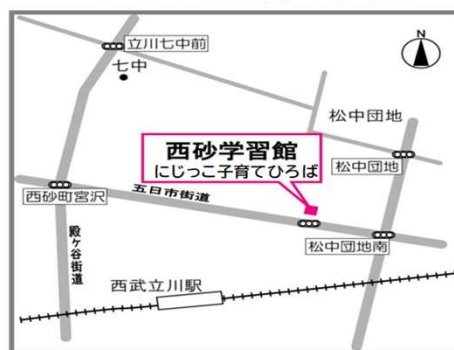 立川七中前
七中
N
松中団地
西砂学習館
にじっこ子育てひろば
松中団地
五日市街道
西砂町宮沢
松中団地南
殿ヶ谷街道
西武立川駅